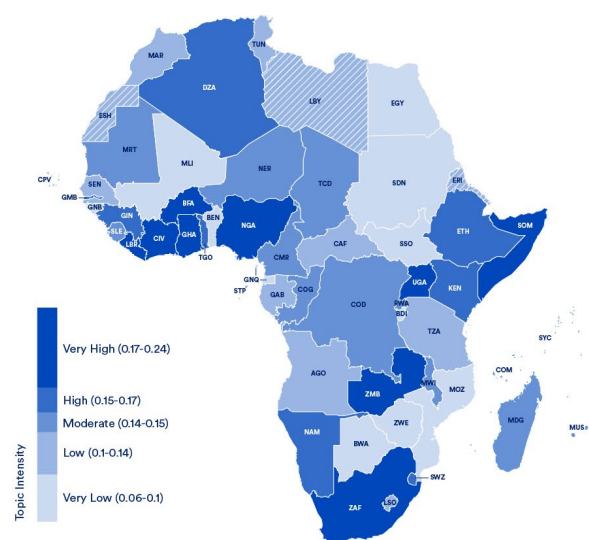 TUN
MAR
DZA
LBY
EGY
ESH
MRT
MLI
NER
CPV
SEN
TCD
SDN
ERI
GMB
GNB
GIN
BFA
BEN
NGA
SLE
CIV
GHA
LBR
TGO
ETH
SOM
CMR
CAF
SSO
GNQ
STP
GAB
COG
COD
UGA
KEN
RWA
BDI
TZA
SYC
COM
AGO
ZMB
MWI
MOZ
MDG
MUS
NAM
ZWE
BWA
SWZ
ZAF
LSO
Topic Intensity
Very High (0.17-0.24)
High (0.15-0.17)
Moderate (0.14-0.15)
Low (0.1-0.14)
Very Low (0.06-0.1)